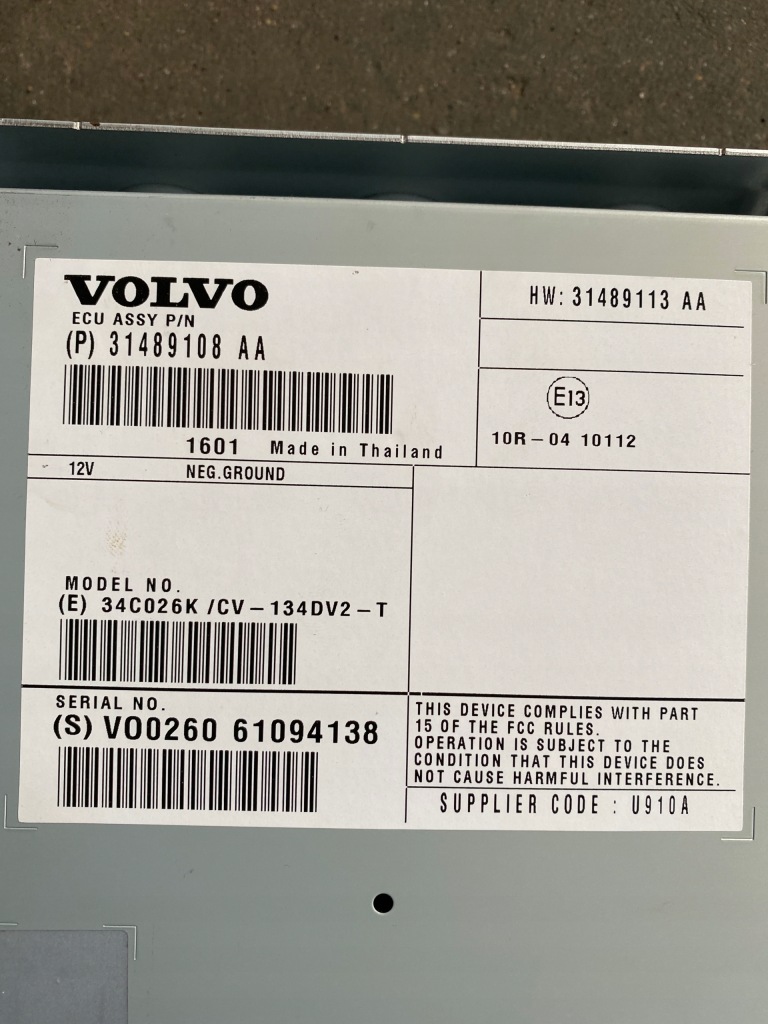 VOLVO
ECU ASSY P/N
(P) 31489108 AA
1601 Made in Thailand
HW: 31489113 AA
E13
10R-04 10112
12V NEG.GROUND
MODEL NO.
(E) 34C026K /CV-134DV2-T
SERIAL NO.
(S) VO0260 61094138
THIS DEVICE COMPLIES WITH PART
15 OF THE FCC RULES.
OPERATION IS SUBJECT TO THE
CONDITION THAT THIS DEVICE DOES
NOT CAUSE HARMFUL INTERFERENCE.
SUPPLIER CODE : U910A